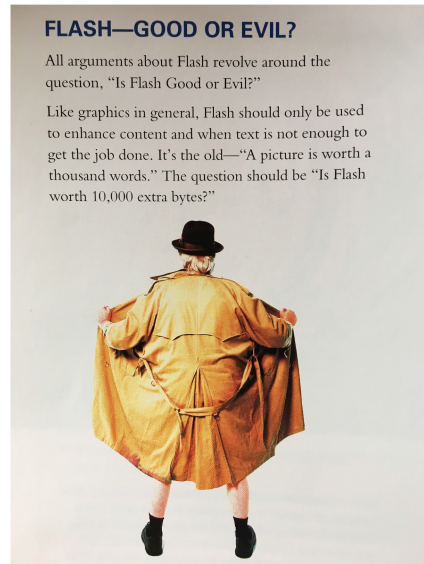 FLASH—GOOD OR EVIL?
All arguments about Flash revolve around the
question, “Is Flash Good or Evil?”
Like graphics in general, Flash should only be used
to enhance content and when text is not enough to
get the job done. It’s the old—“A picture is worth a
thousand words.” The question should be “Is Flash
worth 10,000 extra bytes?”